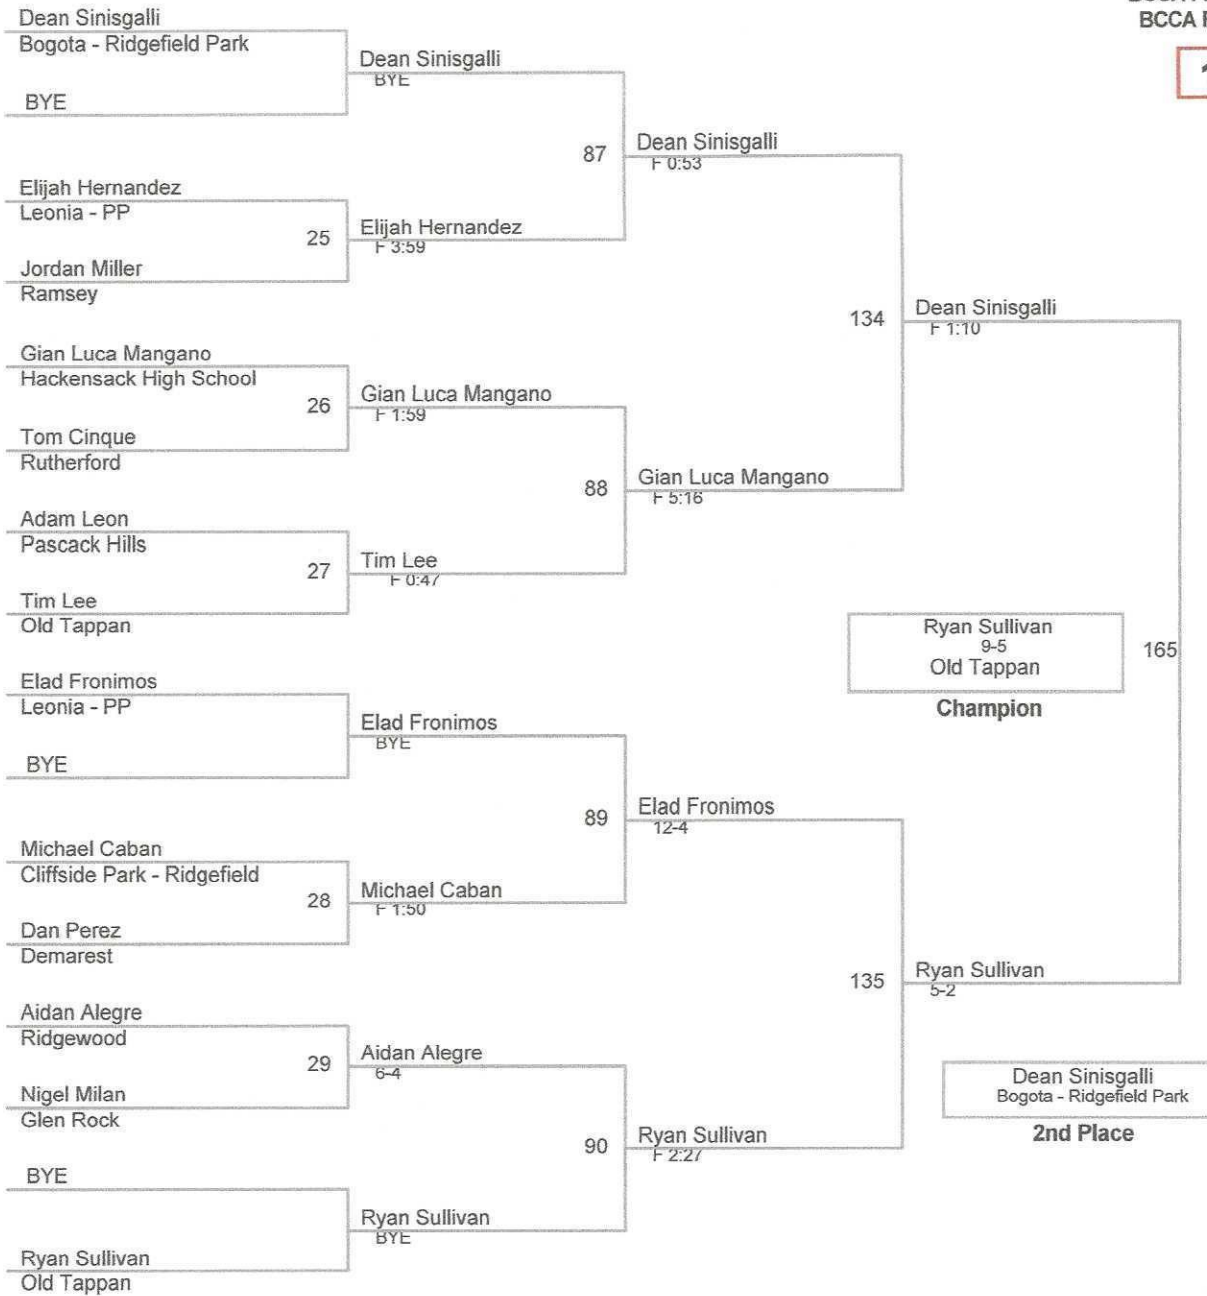 BCCA F
Dean Sinisgalli
Bogota - Ridgefield Park
BYE
Elijah Hernandez
Leonia - PP
Jordan Miller
Ramsey
Gian Luca Mangano
Hackensack High School
Tom Cinque
Rutherford
Adam Leon
Pascack Hills
Tim Lee
Old Tappan
Elad Fronimos
Leonia - PP
BYE
Michael Caban
Cliffside Park - Ridgefield
Dan Perez
Demarest
Aidan Alegre
Ridgewood
Nigel Milan
Glen Rock
BYE
Ryan Sullivan
Old Tappan
Dean Sinisgalli
BYE
25
Elijah Hernandez
F 3:59
26
Gian Luca Mangano
F 1:59
27
Tim Lee
F 0:47
Elad Fronimos
BYE
28
Michael Caban
F 1:50
29
Aidan Alegre
6-4
Ryan Sullivan
BYE
87
Dean Sinisgalli
F 0:53
88
Gian Luca Mangano
F 5:16
89
Elad Fronimos
12-4
90
Ryan Sullivan
F 2:27
134
Dean Sinisgalli
F 1:10
135
Ryan Sullivan
5-2
165
Ryan Sullivan
9-5
Old Tappan
Champion
Dean Sinisgalli
Bogota - Ridgefield Park
2nd Place